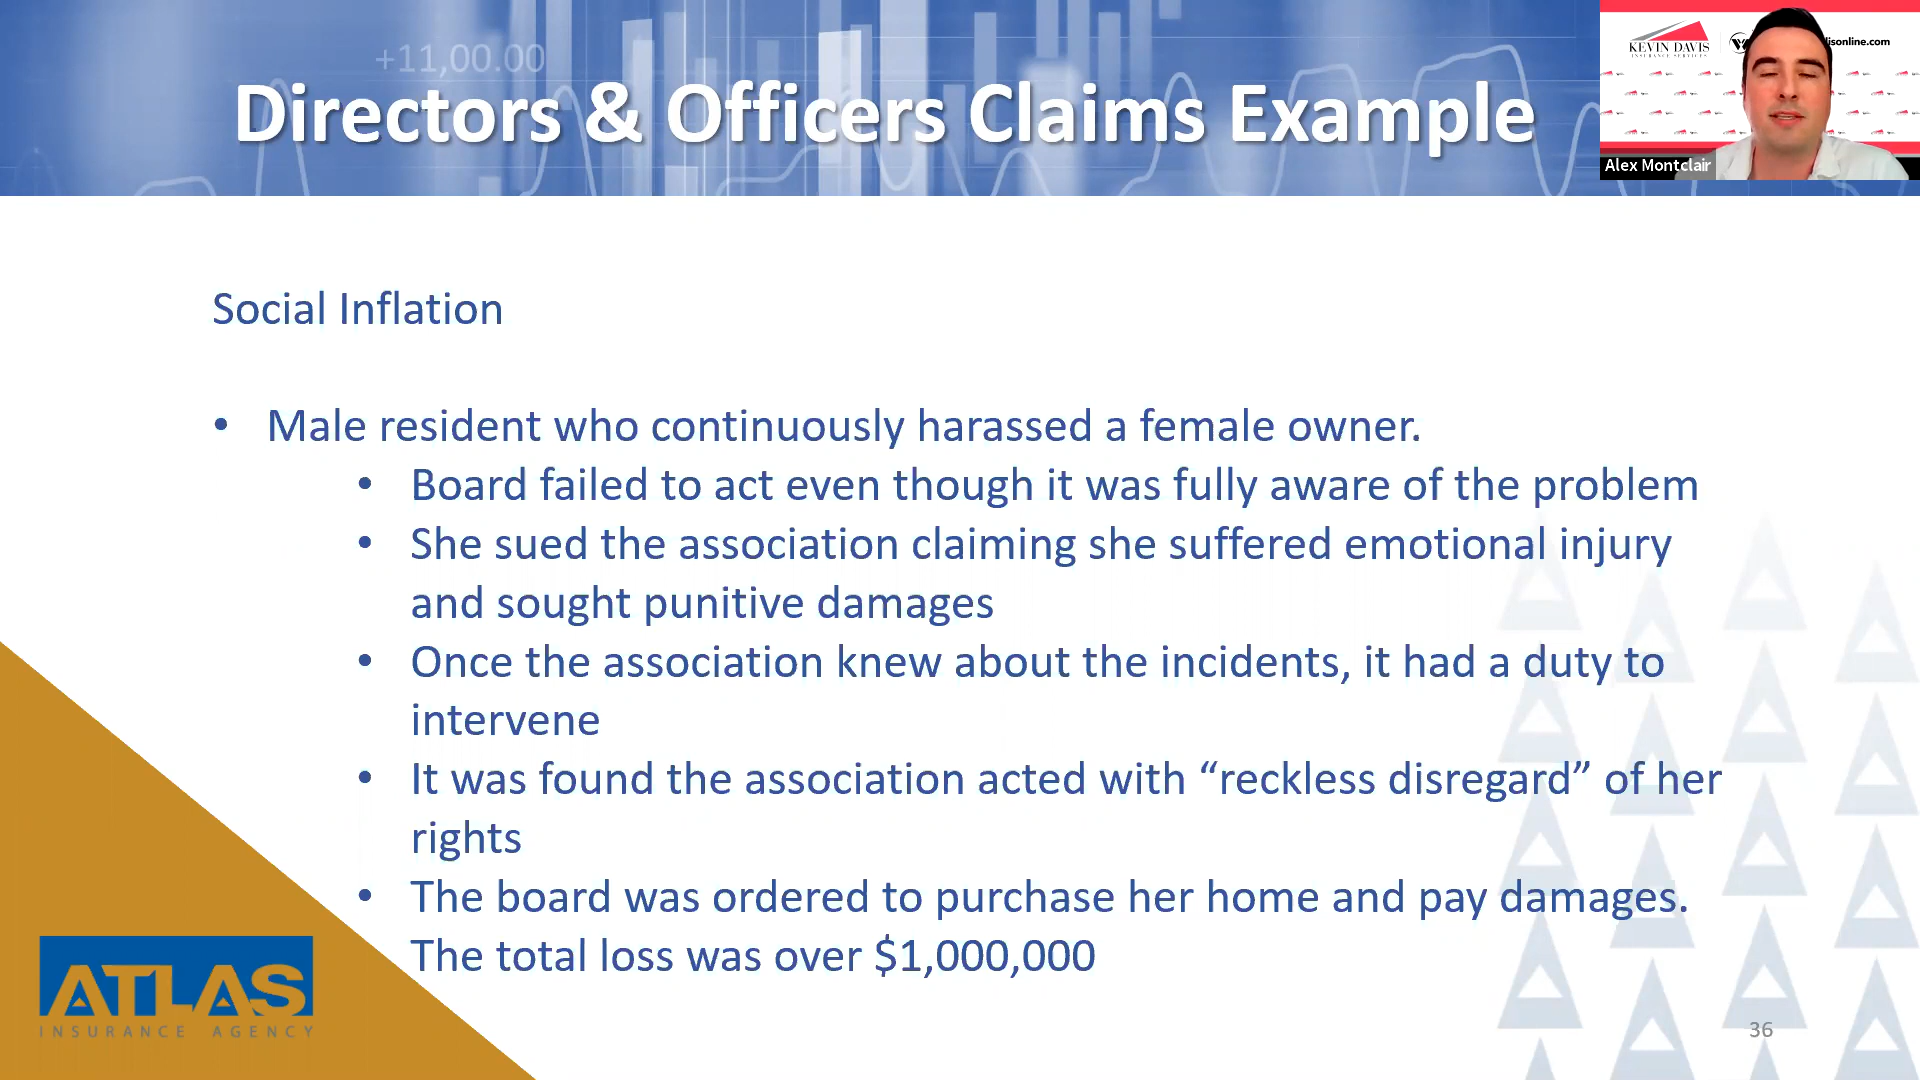 +11,00.00
Directors & Officers Claims Example
KEVIN DAVIS
INSURANCE SERVICES
isonline.com
Alex Montclair
Social Inflation
• Male resident who continuously harassed a female owner.
• Board failed to act even though it was fully aware of the problem
• She sued the association claiming she suffered emotional injury
and sought punitive damages
• Once the association knew about the incidents, it had a duty to
intervene
• It was found the association acted with “reckless disregard” of her
rights
• The board was ordered to purchase her home and pay damages.
The total loss was over $1,000,000
ATLAS
INSURANCE AGENCY
36